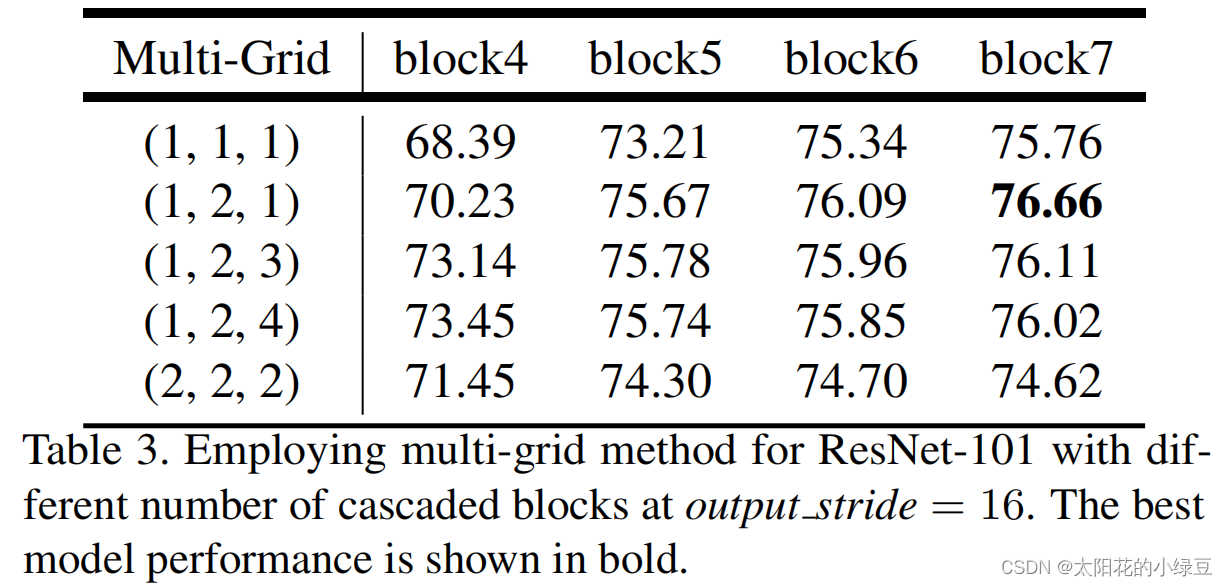 Multi-Grid block4 block5 block6 block7
(1, 1, 1) 68.39 73.21 75.34 75.76
(1, 2, 1) 70.23 75.67 76.09 76.66
(1, 2, 3) 73.14 75.78 75.96 76.11
(1, 2, 4) 73.45 75.74 75.85 76.02
(2, 2, 2) 71.45 74.30 74.70 74.62
Table 3. Employing multi-grid method for ResNet-101 with dif-
ferent number of cascaded blocks at output_stride = 16. The best
model performance is shown in bold.
CSDN @太阳花的小绿豆